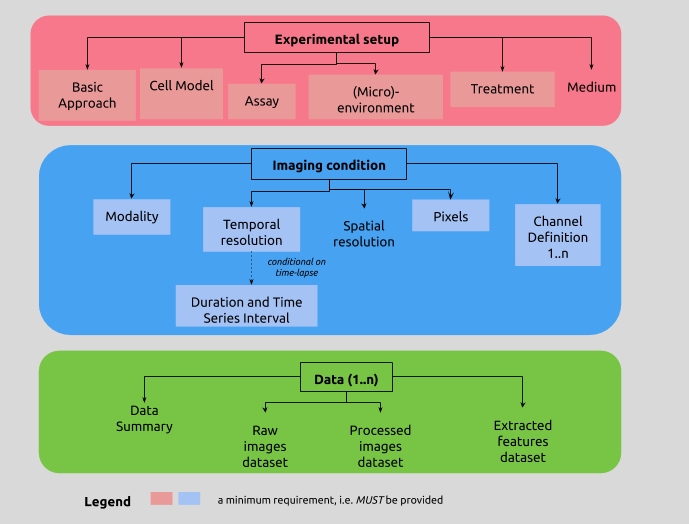 Experimental setup
Basic
Approach
Cell Model
Assay
(Micro)-
environment
Treatment
Medium
Imaging condition
Modality
Temporal
resolution
Spatial
resolution
Pixels
Channel
Definition
1..n
conditional on
time-lapse
Duration and Time
Series Interval
Data (1..n)
Data
Summary
Raw
images
dataset
Processed
images
dataset
Extracted
features
dataset
Legend
a minimum requirement, i.e. MUST be provided